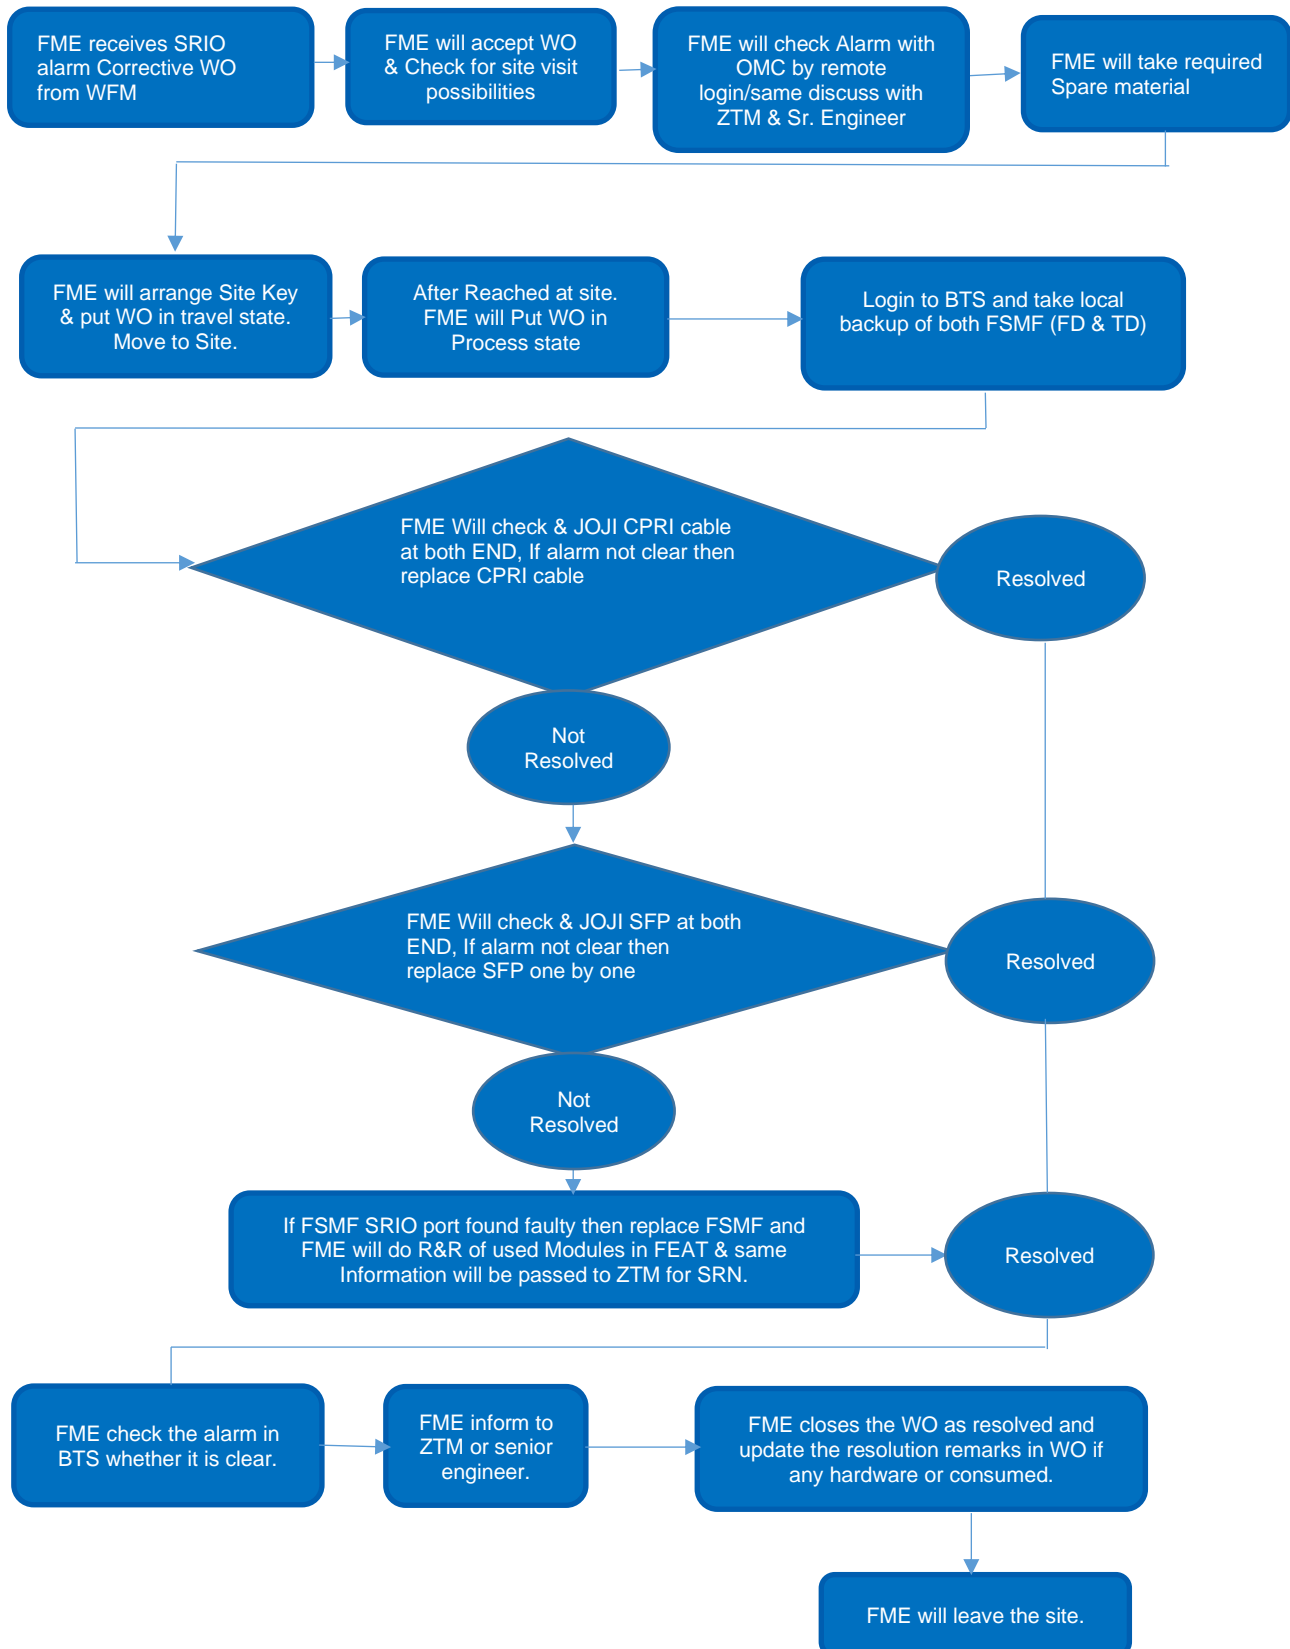 FME receives SRIO
alarm Corrective WO
from WFM
FME will accept WO
& Check for site visit
possibilities
FME will check Alarm with
OMC by remote
login/same discuss with
ZTM & Sr. Engineer
FME will take required
Spare material
FME will arrange Site Key
& put WO in travel state.
Move to Site.
After Reached at site.
FME will Put WO in
Process state
Login to BTS and take local
backup of both FSMF (FD & TD)
FME Will check & JOJI CPRI cable
at both END, If alarm not clear then
replace CPRI cable
Resolved
Not
Resolved
FME Will check & JOJI SFP at both
END, If alarm not clear then
replace SFP one by one
Resolved
Not
Resolved
If FSMF SRIO port found faulty then replace FSMF and
FME will do R&R of used Modules in FEAT & same
Information will be passed to ZTM for SRN.
Resolved
FME check the alarm in
BTS whether it is clear.
FME inform to
ZTM or senior
engineer.
FME closes the WO as resolved and
update the resolution remarks in WO if
any hardware or consumed.
FME will leave the site.